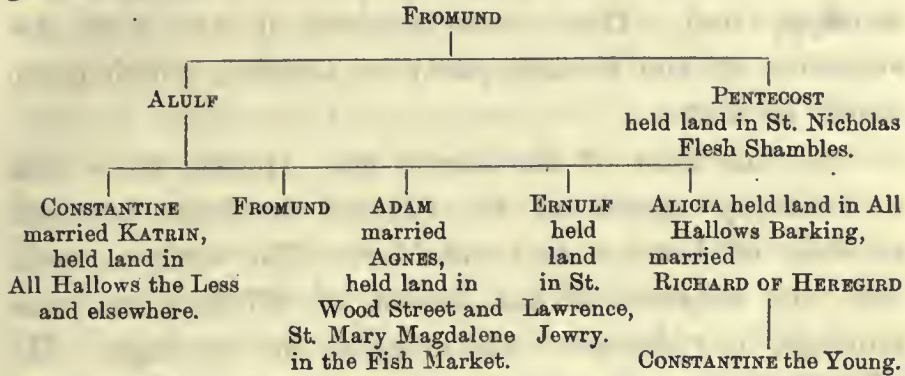 FROMUND
ALULF
PENTECOST
held land in St. Nicholas
Flesh Shambles.
CONSTANTINE
married KATRIN,
held land in
All Hallows the Less
and elsewhere.
FROMUND
ADAM
married
AGNES,
held land in
Wood Street and
St. Mary Magdalene
in the Fish Market.
ERNULF
held
land
in St.
Lawrence,
Jewry.
ALICIA held land in All
Hallows Barking,
married
RICHARD OF HEREGIRD
CONSTANTINE the Young.